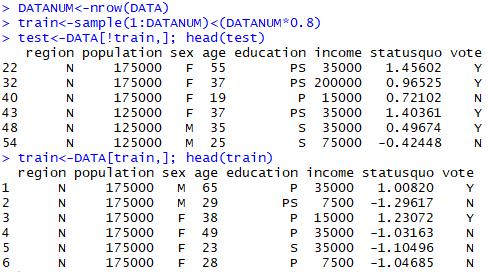 > DATANUM<-nrow(DATA)
> train<-sample(1:DATANUM)<(DATANUM*0.8)
> test<-DATA[!train,]; head(test)
   region population sex age education income statusquo vote
22      N     175000   F  55        PS  35000   1.45602    Y
32      N     175000   F  37        PS 200000   0.96525    Y
40      N     175000   F  19         P  15000   0.72102    N
43      N     125000   F  37        PS  35000   1.40361    Y
48      N     125000   M  35         S  35000   0.49674    Y
54      N     125000   M  25         S  75000  -0.42448    N
> train<-DATA[train,]; head(train)
  region population sex age education income statusquo vote
1      N     175000   M  65         P  35000   1.00820    Y
2      N     175000   M  29        PS   7500  -1.29617    N
3      N     175000   F  38         P  15000   1.23072    Y
4      N     175000   F  49         P  35000  -1.03163    N
5      N     175000   F  23         S  35000  -1.10496    N
6      N     175000   F  28         P   7500  -1.04685    N